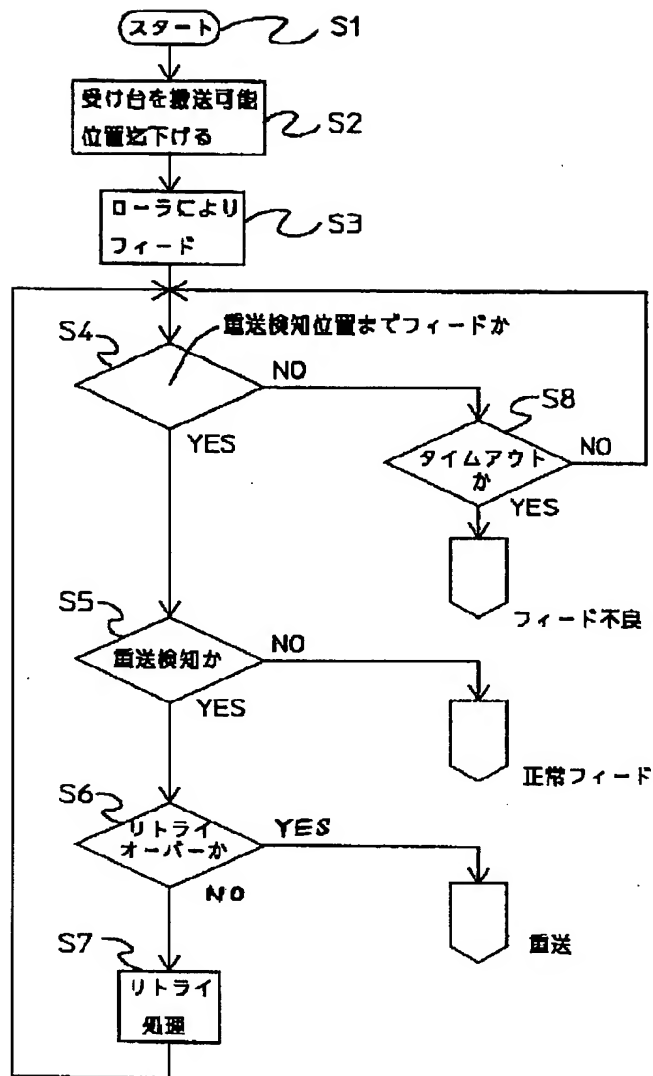 スタート
S1
受け台を搬送可能
位置迄下げる
S2
ローラにより
フィード
S3
S4
重送検知位置までフィードか
NO
YES
S8
タイムアウト
か
NO
YES
フィード不良
S5
重送検知か
NO
YES
正常フィード
S6
リトライ
オーバーか
YES
NO
重送
S7
リトライ
処理